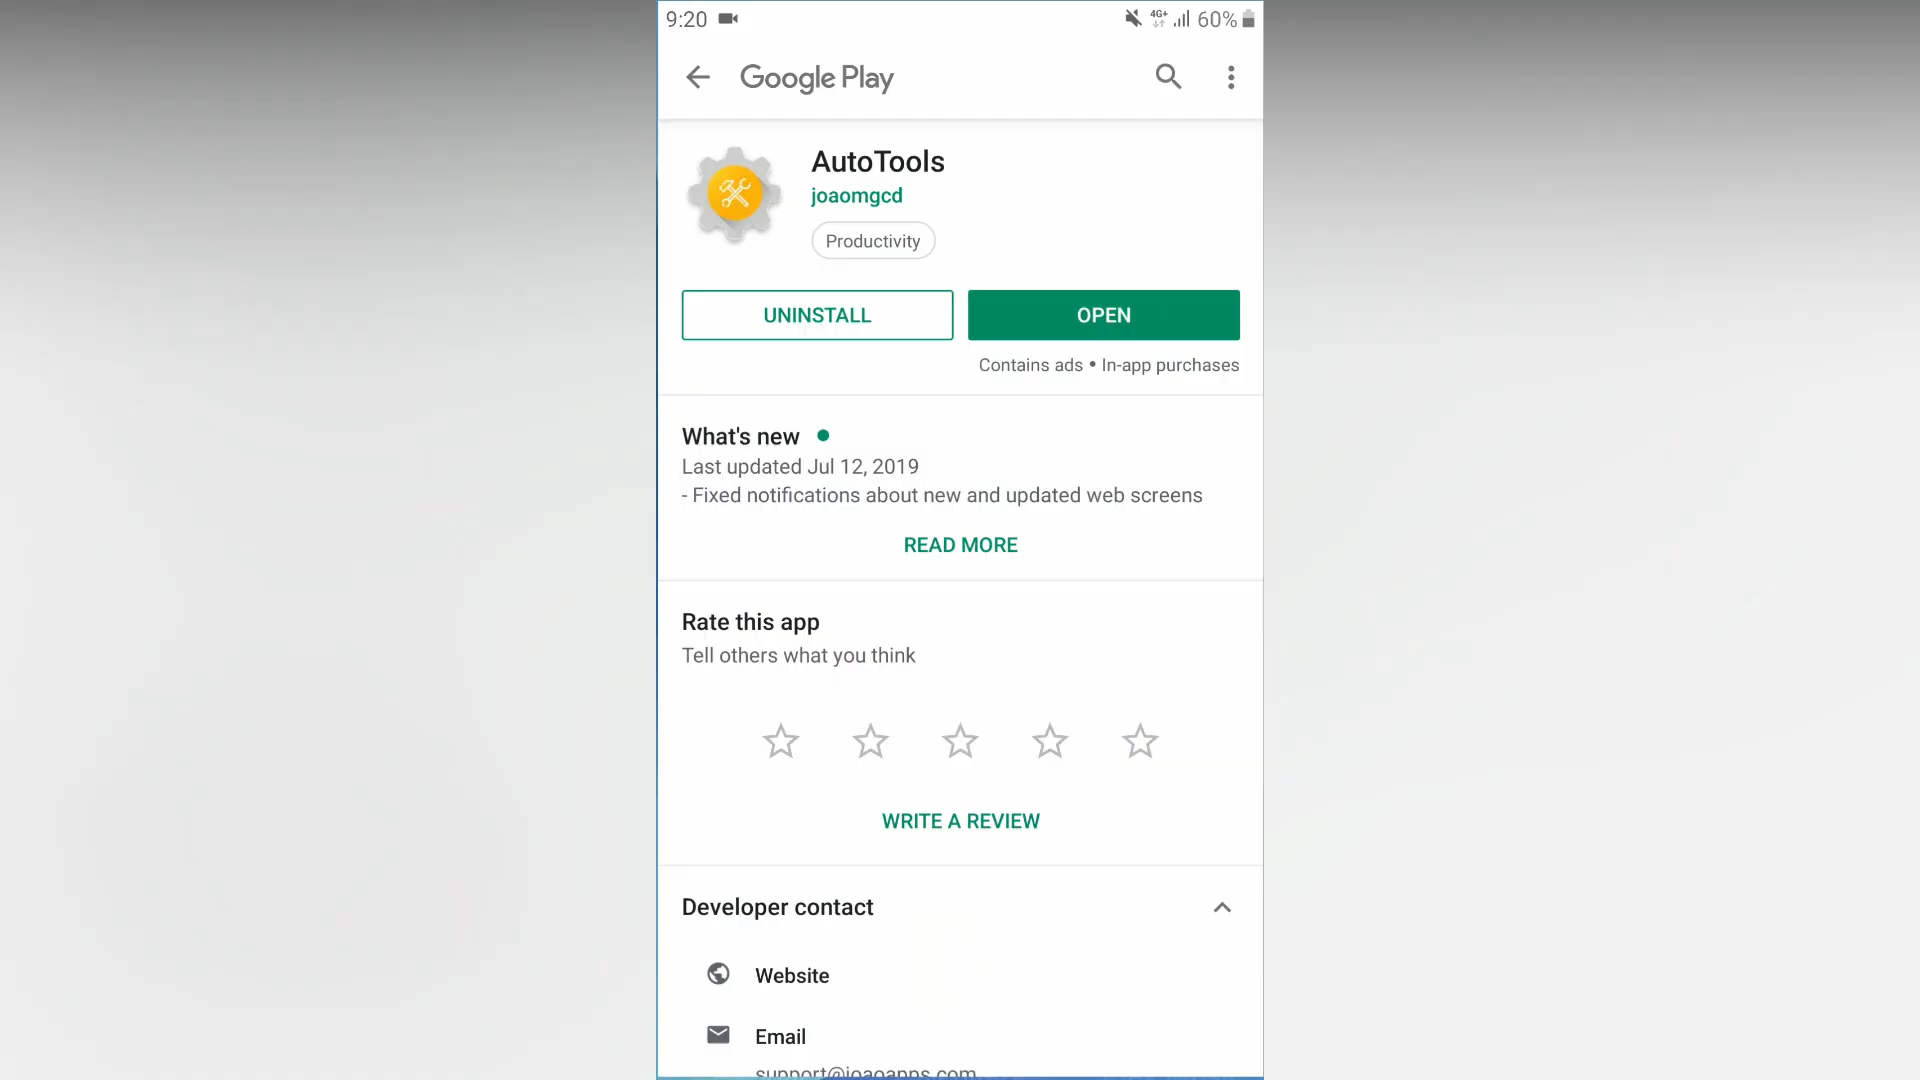 9:20
4G+ 60%
Google Play
AutoTools
joaomgcd
Productivity
UNINSTALL
OPEN
Contains ads • In-app purchases
What's new
Last updated Jul 12, 2019
- Fixed notifications about new and updated web screens
READ MORE
Rate this app
Tell others what you think
WRITE A REVIEW
Developer contact
Website
Email
support@joaoapps.com